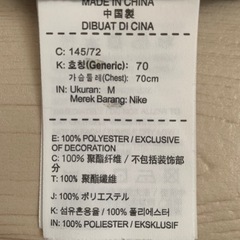 MADE IN CHINA
中国製
DIBUAT DI CINA
C: 145/72
K: 호칭(Generic): 70
가슴둘레(Chest): 70cm
IN: Ukuran: M
Merek Barang: Nike
E: 100% POLYESTER / EXCLUSIVE
OF DECORATION
C: 100% 聚酯纤维 / 不包括装饰部
分
T: 100% 聚酯纖維
J: 100% ポリエステル
K: 섬유혼용율 / 100% 폴리에스터
IN: 100% POLYESTER / EKSKLUSIF